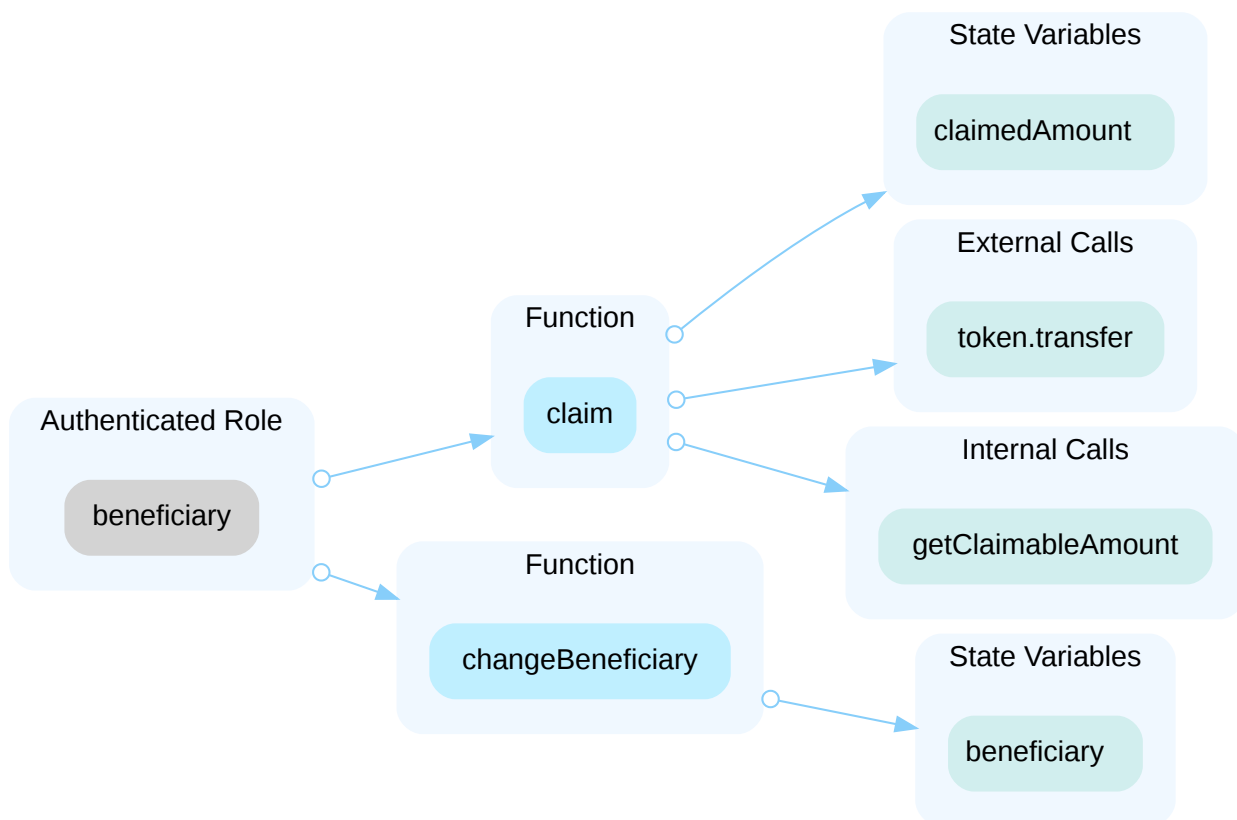 State Variables
claimedAmount
External Calls
token.transfer
Function
claim
Authenticated Role
beneficiary
Internal Calls
getClaimableAmount
Function
changeBeneficiary
State Variables
beneficiary